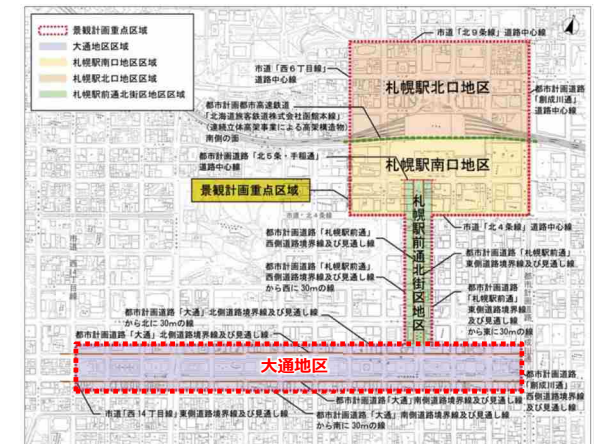 景観計画重点区域
大通地区区域
札幌駅南口地区区域
札幌駅北口地区区域
札幌駅前通北街区地区区域
市道「北9条線」道路中心線
市道「西6丁目線」
道路中心線
札幌駅北口地区
都市計画道路
「創成川通」
道路中心線
都市計画都市高速鉄道
「北海道旅客鉄道株式会社函館本線」
(連続立体高架事業による高架構造物)
南側の面
都市計画道路「北5条・手稲通」
道路中心線
札幌駅南口地区
景観計画重点区域
市道・北4条線
市道「北4条線」道路中心線
札幌駅前通北街区地区
都市計画道路「札幌駅前通」
西側道路境界線及び見通し線
都市計画道路「札幌駅前通」
東側道路境界線及び見通し線
都市計画道路「札幌駅前通」
西側道路境界線及び見通し線
から西に30mの線
都市計画道路
「札幌駅前通」
東側道路境界線
及び見通し線
から東に30mの線
市道・西14丁目線
都市計画道路「大通」北側道路境界線及び見通し線
から北に30mの線
都市計画道路「大通」北側道路境界線及び見通し線
大通地区
都市計画道路
「創成川通」
西側道路境界線
及び見通し線
都市計画道路「大通」南側道路境界線及び見通し線
市道「西14丁目線」東側道路境界線及び見通し線
都市計画道路「大通」南側道路境界線及び見通し線
から南に30mの線